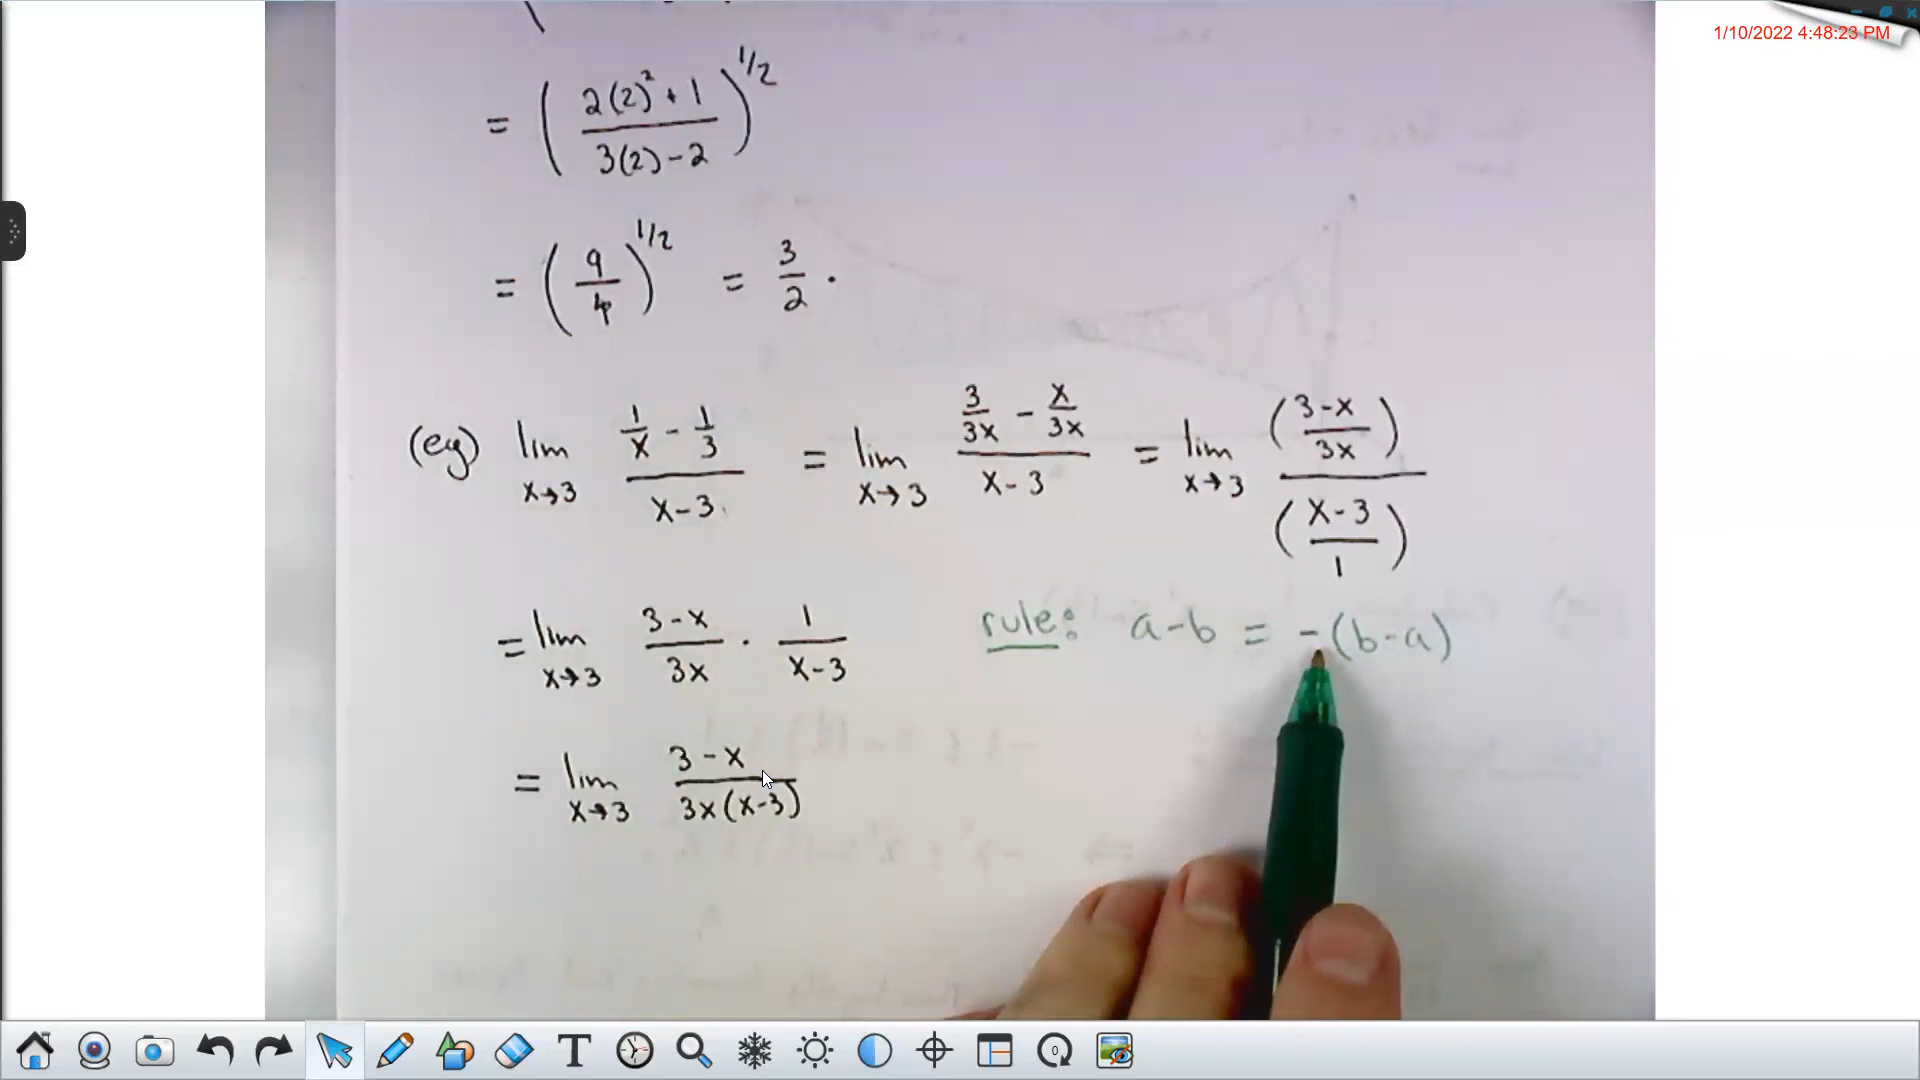 1/10/2022 4:48:23 PM
= ( (2(2)² + 1) / (3(2) - 2) )^(1/2)
= ( 9/4 )^(1/2) = 3/2 .
(eg) lim x→3 (1/x - 1/3) / (x-3) = lim x→3 (3/3x - x/3x) / (x-3) = lim x→3 ((3-x)/3x) / ((x-3)/1)
= lim x→3 (3-x)/3x · 1/(x-3) rule: a-b = -(b-a)
= lim x→3 (3-x) / 3x(x-3)
T
0